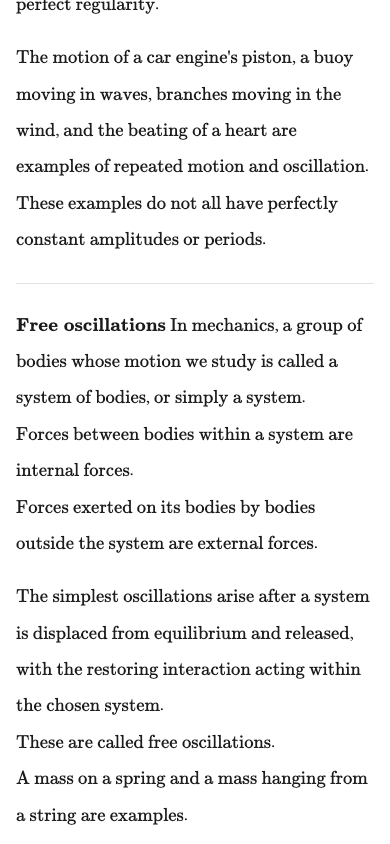 perfect regularity.
The motion of a car engine's piston, a buoy
moving in waves, branches moving in the
wind, and the beating of a heart are
examples of repeated motion and oscillation.
These examples do not all have perfectly
constant amplitudes or periods.
Free oscillations In mechanics, a group of
bodies whose motion we study is called a
system of bodies, or simply a system.
Forces between bodies within a system are
internal forces.
Forces exerted on its bodies by bodies
outside the system are external forces.
The simplest oscillations arise after a system
is displaced from equilibrium and released,
with the restoring interaction acting within
the chosen system.
These are called free oscillations.
A mass on a spring and a mass hanging from
a string are examples.